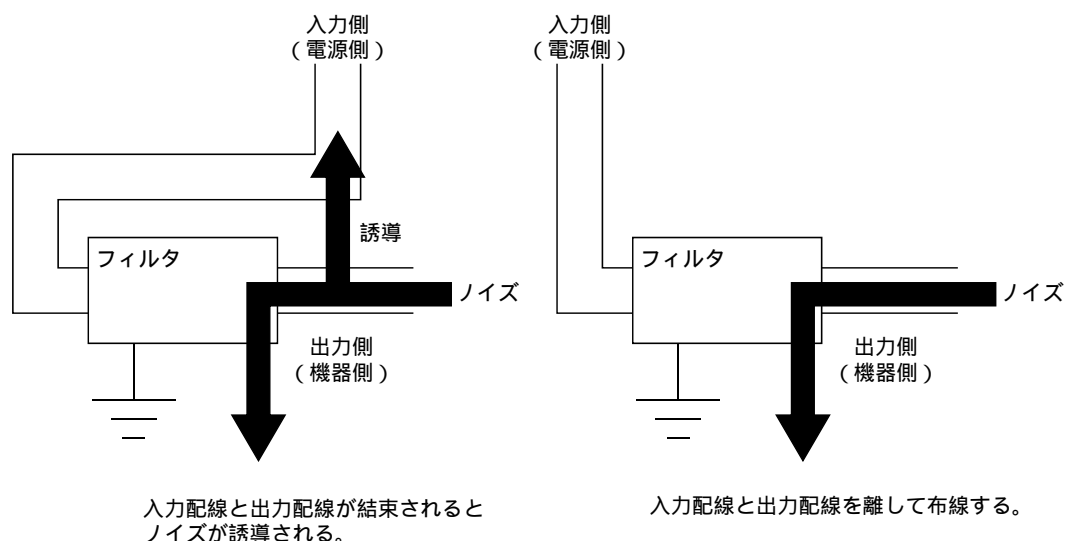 入力側
（電源側）
フィルタ
誘導
ノイズ
出力側
（機器側）
入力配線と出力配線が結束されると
ノイズが誘導される。
入力側
（電源側）
フィルタ
ノイズ
出力側
（機器側）
入力配線と出力配線を離して布線する。